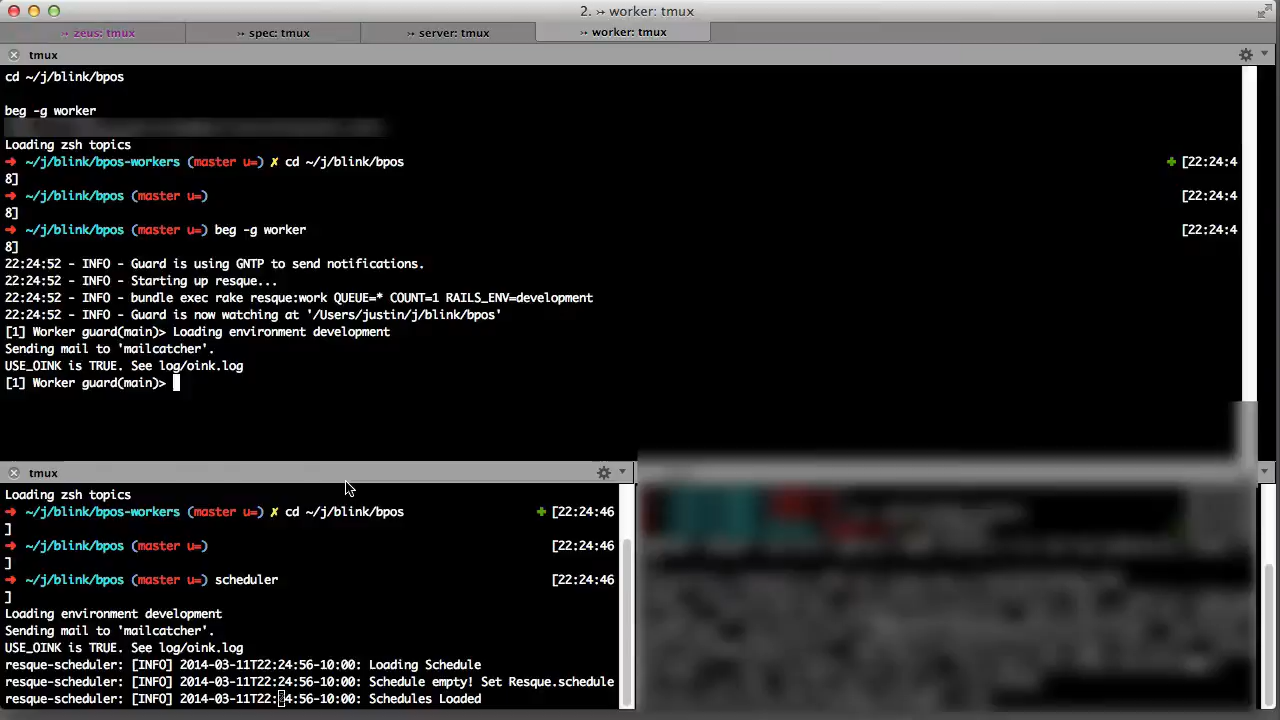 2. ↣ worker: tmux
↣ zeus: tmux
↣ spec: tmux
↣ server: tmux
↣ worker: tmux
tmux
cd ~/j/blink/bpos
beg -g worker
Loading zsh topics
➜ ~/j/blink/bpos-workers (master u=) ✗ cd ~/j/blink/bpos ✚ [22:24:4
8]
➜ ~/j/blink/bpos (master u=) [22:24:4
8]
➜ ~/j/blink/bpos (master u=) beg -g worker [22:24:4
8]
22:24:52 - INFO - Guard is using GNTP to send notifications.
22:24:52 - INFO - Starting up resque...
22:24:52 - INFO - bundle exec rake resque:work QUEUE=* COUNT=1 RAILS_ENV=development
22:24:52 - INFO - Guard is now watching at '/Users/justin/j/blink/bpos'
[1] Worker guard(main)> Loading environment development
Sending mail to 'mailcatcher'.
USE_OINK is TRUE. See log/oink.log
[1] Worker guard(main)>
tmux
Loading zsh topics
➜ ~/j/blink/bpos-workers (master u=) ✗ cd ~/j/blink/bpos ✚ [22:24:46
]
➜ ~/j/blink/bpos (master u=) [22:24:46
]
➜ ~/j/blink/bpos (master u=) scheduler [22:24:46
]
Loading environment development
Sending mail to 'mailcatcher'.
USE_OINK is TRUE. See log/oink.log
resque-scheduler: [INFO] 2014-03-11T22:24:56-10:00: Loading Schedule
resque-scheduler: [INFO] 2014-03-11T22:24:56-10:00: Schedule empty! Set Resque.schedule
resque-scheduler: [INFO] 2014-03-11T22:24:56-10:00: Schedules Loaded